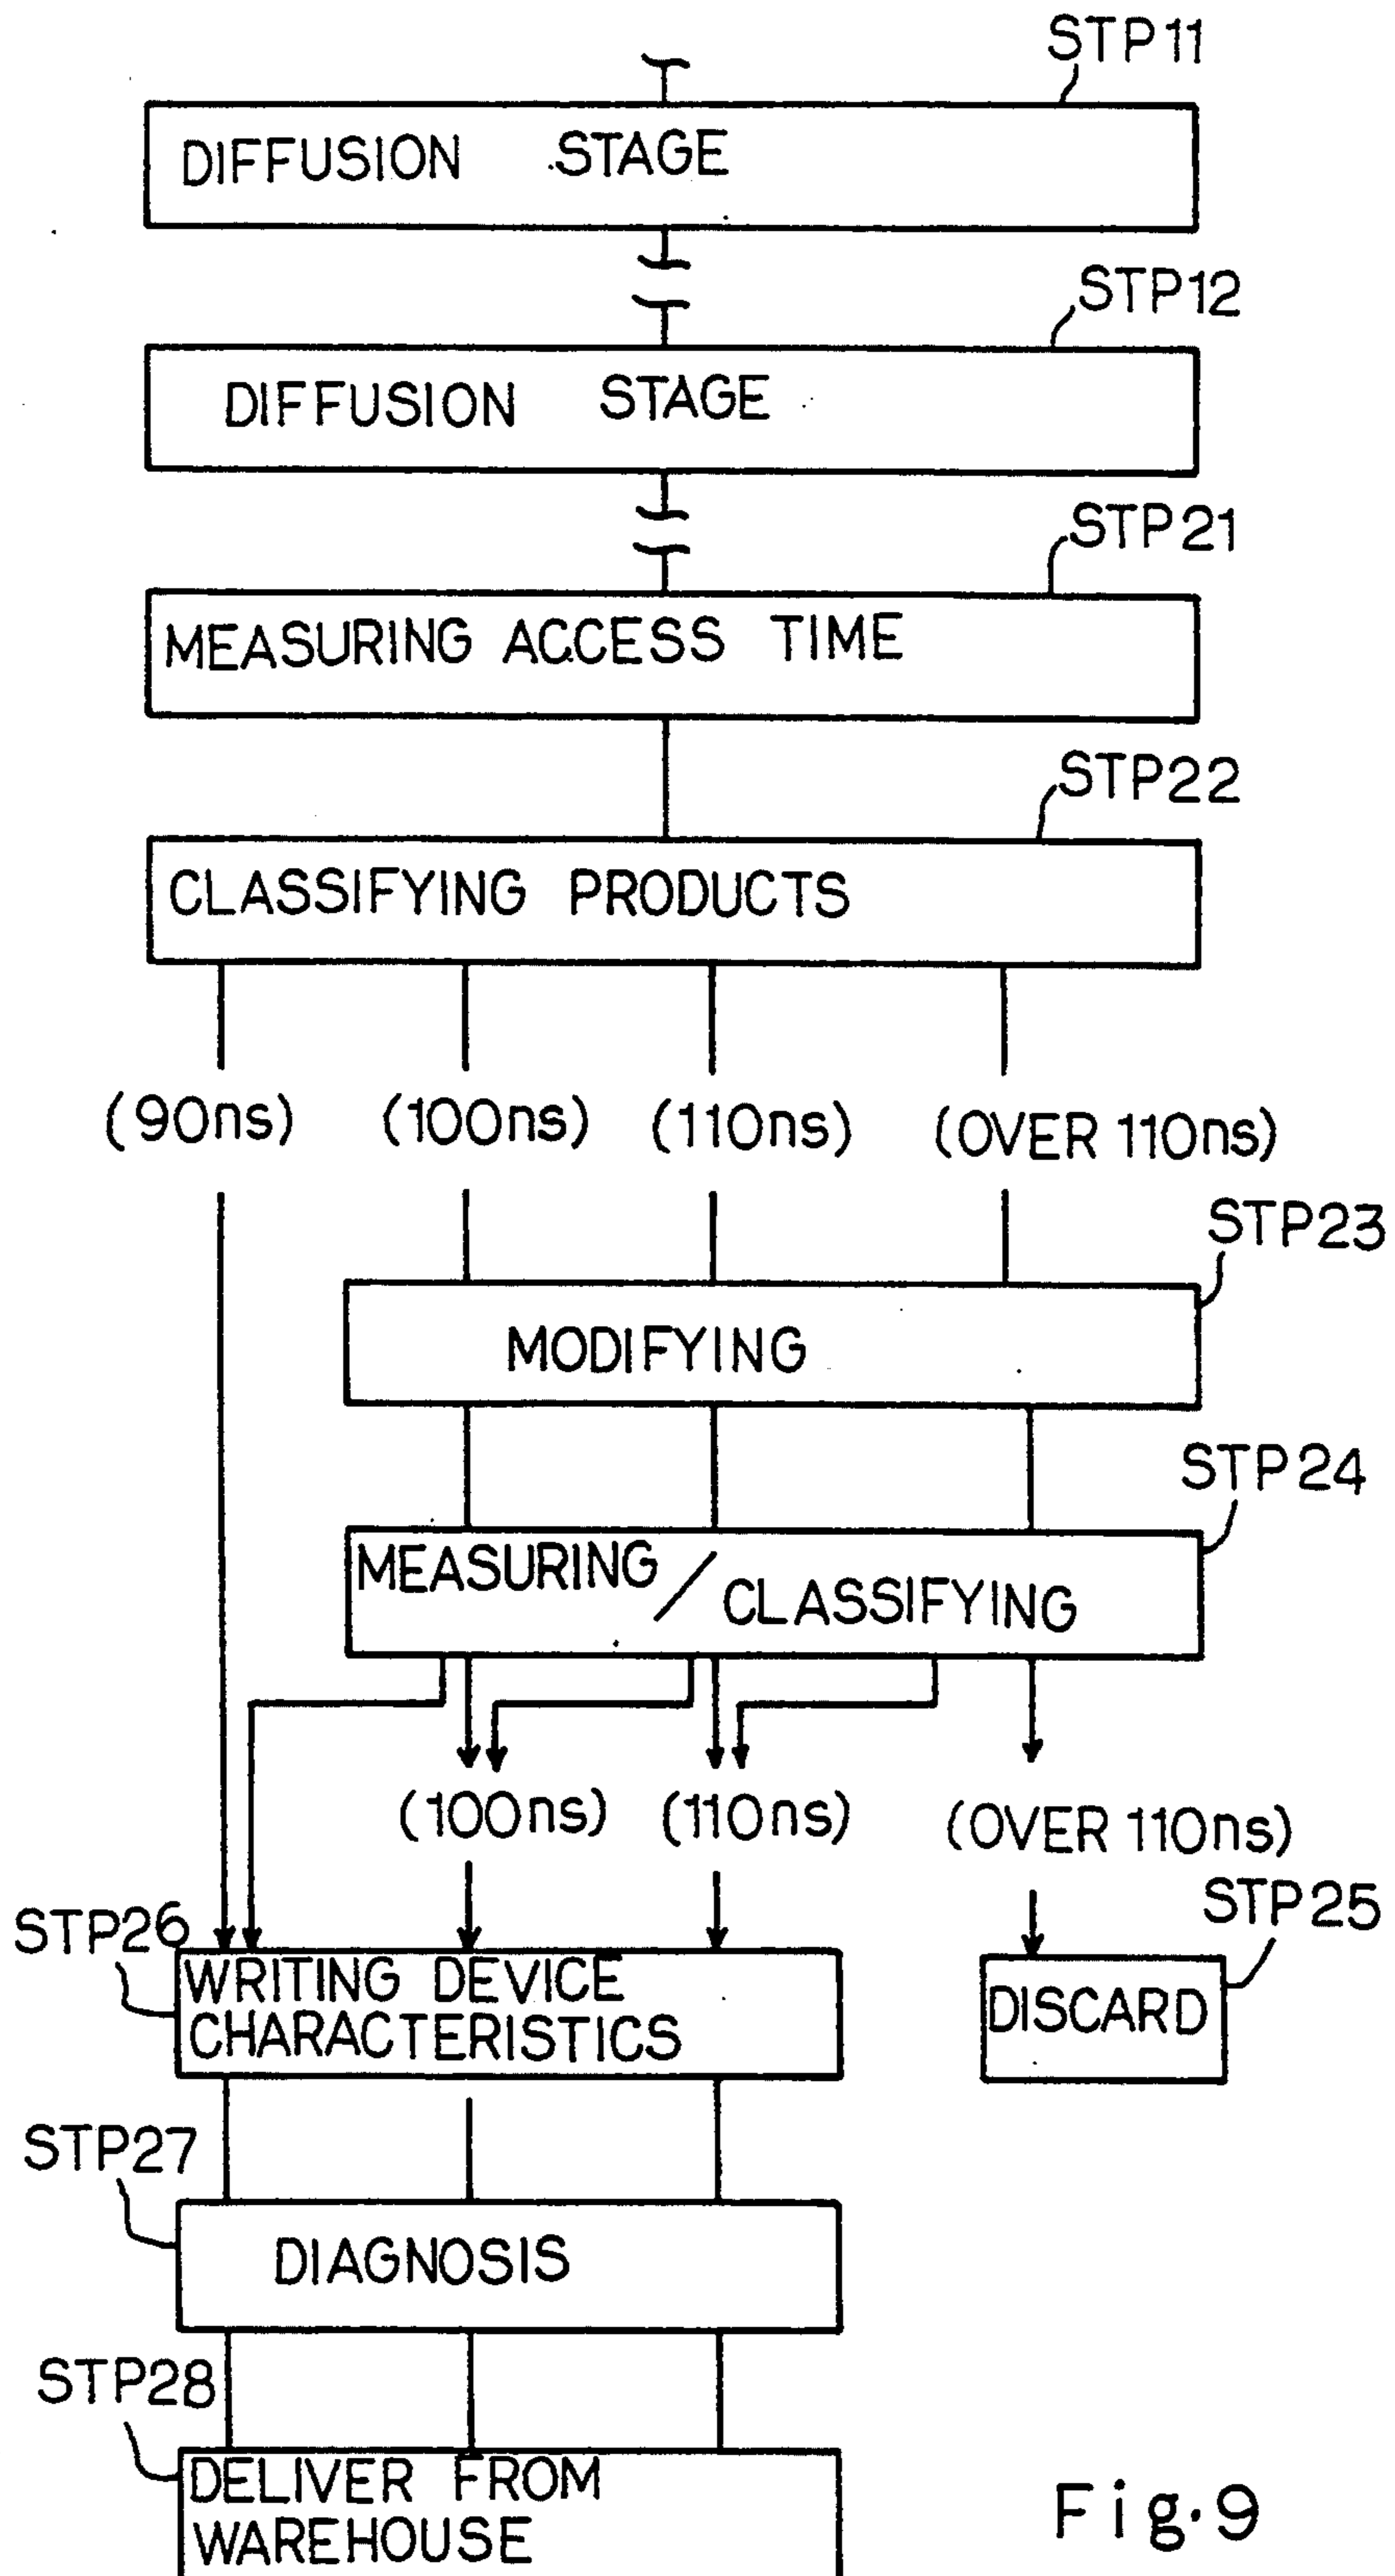 STP11
DIFFUSION STAGE
STP12
DIFFUSION STAGE
STP21
MEASURING ACCESS TIME
STP22
CLASSIFYING PRODUCTS
(90ns) (100ns) (110ns) (OVER 110ns)
STP23
MODIFYING
STP24
MEASURING / CLASSIFYING
(100ns) (110ns) (OVER 110ns)
STP26
STP25
WRITING DEVICE
CHARACTERISTICS
DISCARD
STP27
DIAGNOSIS
STP28
DELIVER FROM
WAREHOUSE
Fig.9